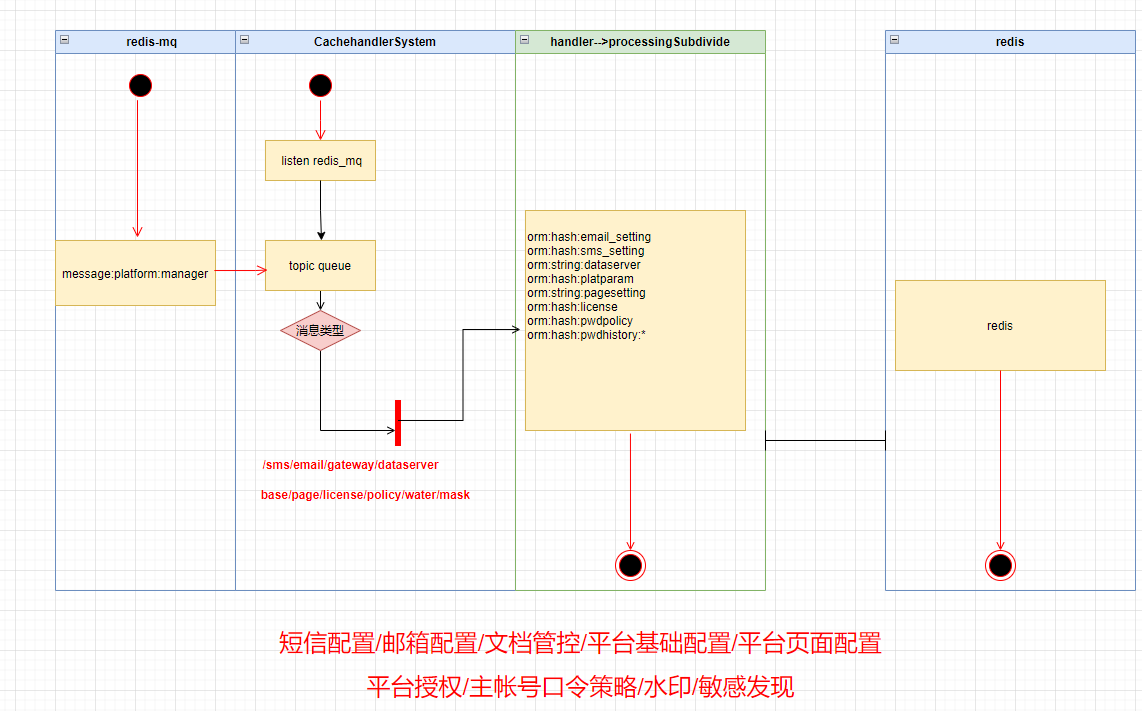 redis-mq
CachehandlerSystem
handler-->processingSubdivide
redis
listen redis_mq
message:platform:manager
topic queue
消息类型
/sms/email/gateway/dataserver
base/page/license/policy/water/mask
orm:hash:email_setting
orm:hash:sms_setting
orm:string:dataserver
orm:hash:platparam
orm:string:pagesetting
orm:hash:license
orm:hash:pwdpolicy
orm:hash:pwdhistory:*
redis
短信配置/邮箱配置/文档管控/平台基础配置/平台页面配置
平台授权/主帐号口令策略/水印/敏感发现